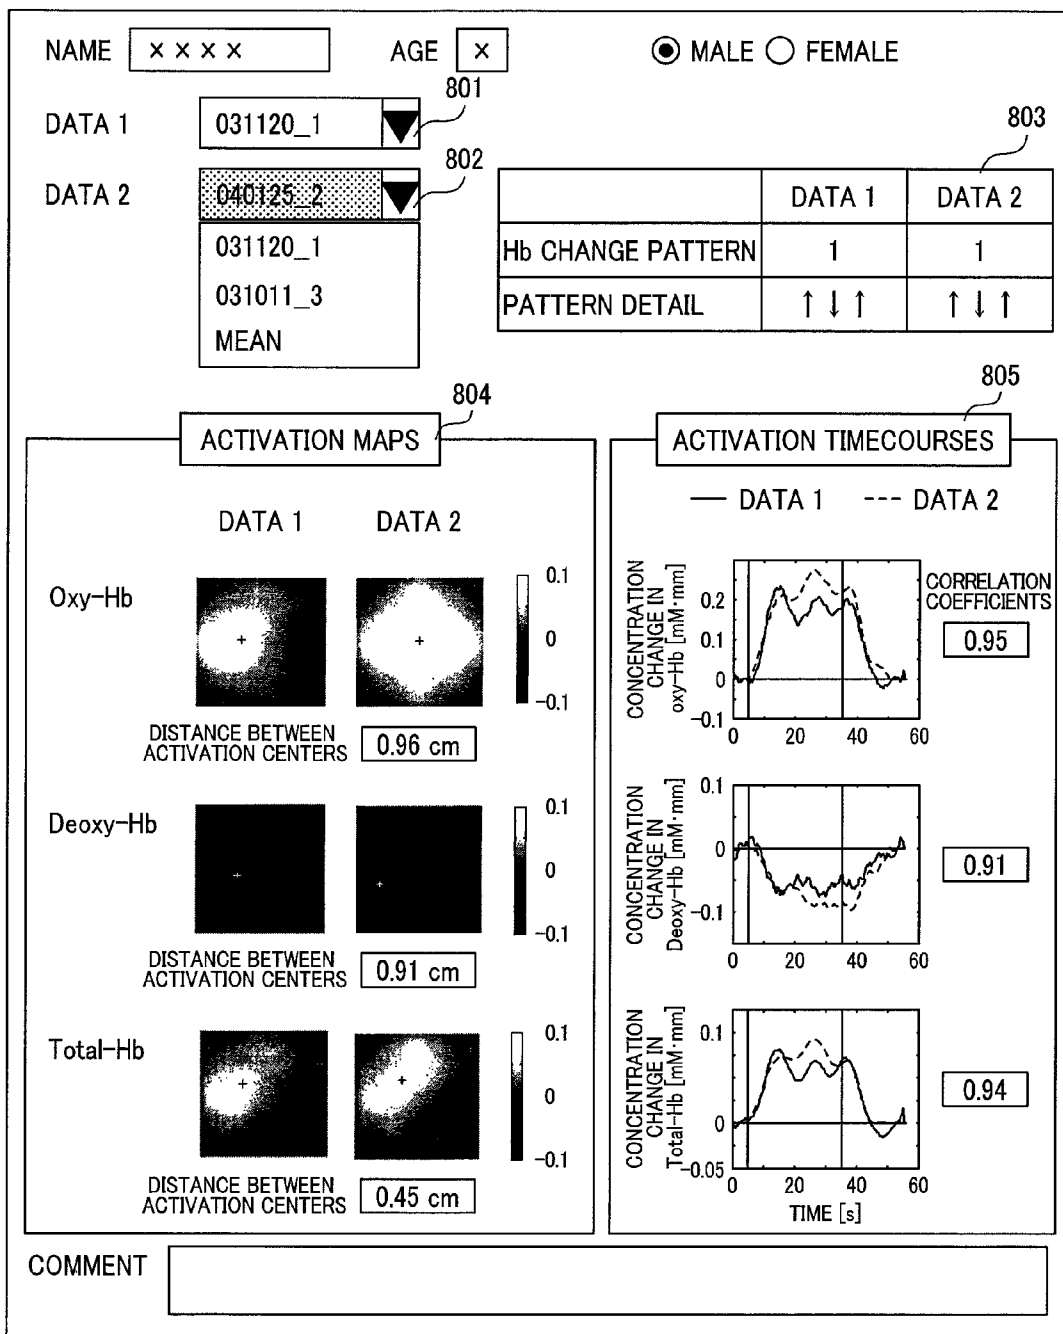 NAME × × × × AGE × MALE FEMALE
801
DATA 1 031120_1
802
DATA 2 040125_2
031120_1
031011_3
MEAN
803
DATA 1 DATA 2
Hb CHANGE PATTERN 1 1
PATTERN DETAIL ↑ ↓ ↑ ↑ ↓ ↑
804
ACTIVATION MAPS
DATA 1 DATA 2
Oxy-Hb
0.1
0
-0.1
DISTANCE BETWEEN
ACTIVATION CENTERS 0.96 cm
Deoxy-Hb
0.1
0
-0.1
DISTANCE BETWEEN
ACTIVATION CENTERS 0.91 cm
Total-Hb
0.1
0
-0.1
DISTANCE BETWEEN
ACTIVATION CENTERS 0.45 cm
805
ACTIVATION TIMECOURSES
DATA 1 DATA 2
CONCENTRATION
CHANGE IN
oxy-Hb [mM·mm]
0.2
0.1
0
-0.1
0 20 40 60
CORRELATION
COEFFICIENTS
0.95
CONCENTRATION
CHANGE IN
Deoxy-Hb [mM·mm]
0.1
0
-0.1
0 20 40 60
0.91
CONCENTRATION
CHANGE IN
Total-Hb [mM·mm]
0.1
0
-0.05
0 20 40 60
TIME [s]
0.94
COMMENT